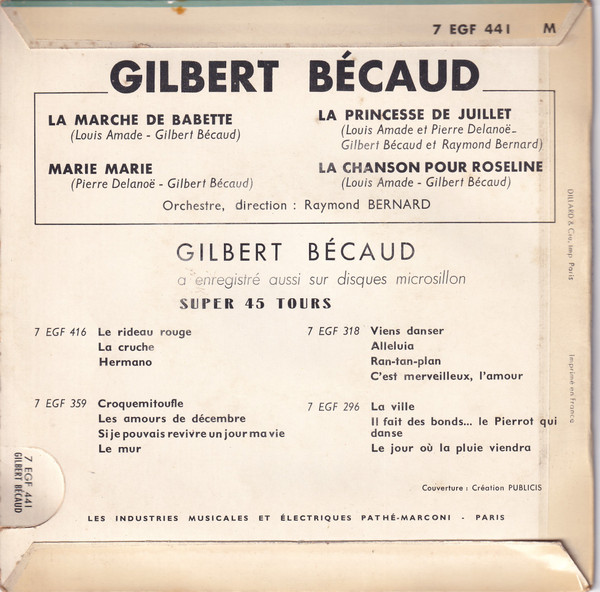 7 EGF 441 M
GILBERT BÉCAUD
LA MARCHE DE BABETTE
(Louis Amade - Gilbert Bécaud)
MARIE MARIE
(Pierre Delanoë - Gilbert Bécaud)
LA PRINCESSE DE JUILLET
(Louis Amade et Pierre Delanoë-
Gilbert Bécaud et Raymond Bernard)
LA CHANSON POUR ROSELINE
(Louis Amade - Gilbert Bécaud)
Orchestre, direction : Raymond BERNARD
GILBERT BÉCAUD
a enregistré aussi sur disques microsillon
SUPER 45 TOURS
7 EGF 416 Le rideau rouge
La cruche
Hermano
7 EGF 359 Croquemitoufle
Les amours de décembre
Si je pouvais revivre un jour ma vie
Le mur
7 EGF 318 Viens danser
Alleluia
Ran-tan-plan
C'est merveilleux, l'amour
7 EGF 296 La ville
Il fait des bonds... le Pierrot qui
danse
Le jour où la pluie viendra
Couverture : Création PUBLICIS
LES INDUSTRIES MUSICALES ET ÉLECTRIQUES PATHÉ-MARCONI - PARIS
7 EGF 441
GILBERT BÉCAUD
DILLARD & Cie, Imp. Paris
Imprimé en France